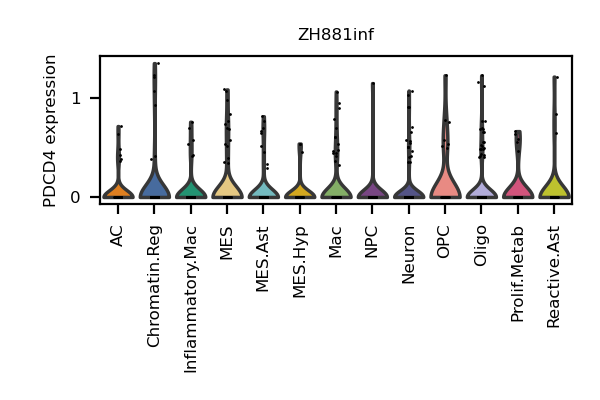 ZH881inf
PDCD4 expression
1
0
AC
Chromatin.Reg
Inflammatory.Mac
MES
MES.Ast
MES.Hyp
Mac
NPC
Neuron
OPC
Oligo
Prolif.Metab
Reactive.Ast